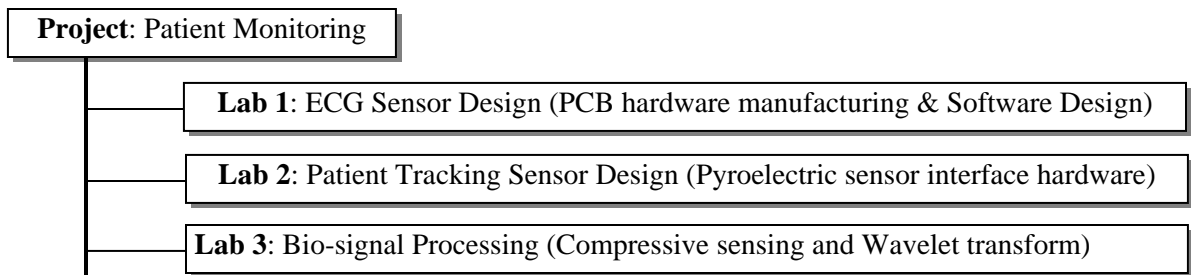 Project: Patient Monitoring
Lab 1: ECG Sensor Design (PCB hardware manufacturing & Software Design)
Lab 2: Patient Tracking Sensor Design (Pyroelectric sensor interface hardware)
Lab 3: Bio-signal Processing (Compressive sensing and Wavelet transform)